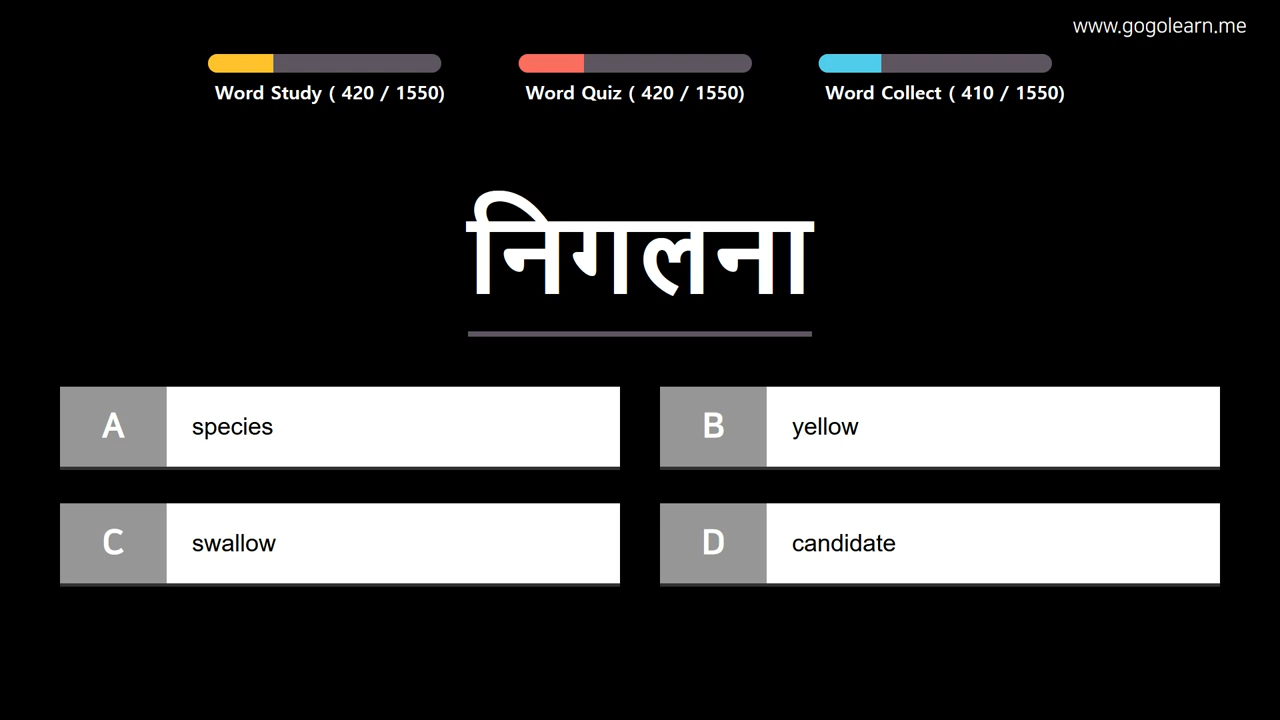 www.gogolearn.me
Word Study ( 420 / 1550)
Word Quiz ( 420 / 1550)
Word Collect ( 410 / 1550)
निगलना
A species
B yellow
C swallow
D candidate